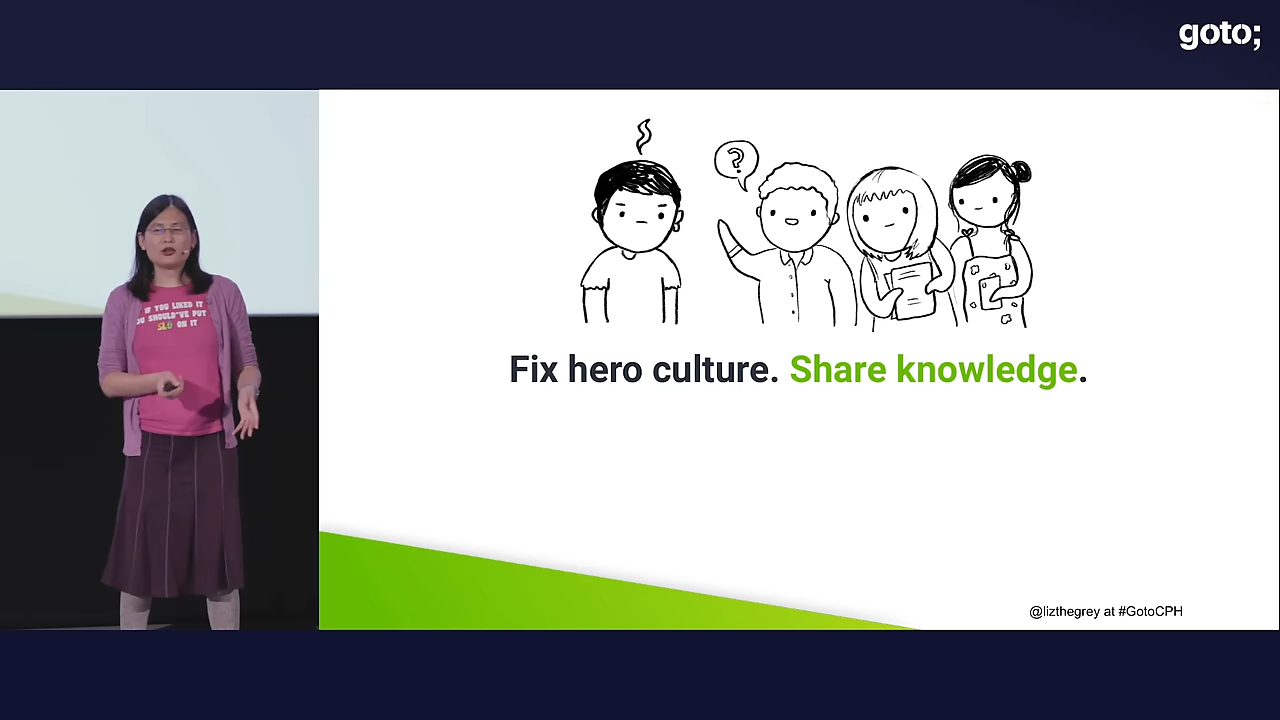 goto;
IF YOU LIKED IT
YOU SHOULD'VE PUT
SLO ON IT
?
Fix hero culture. Share knowledge.
@lizthegrey at #GotoCPH